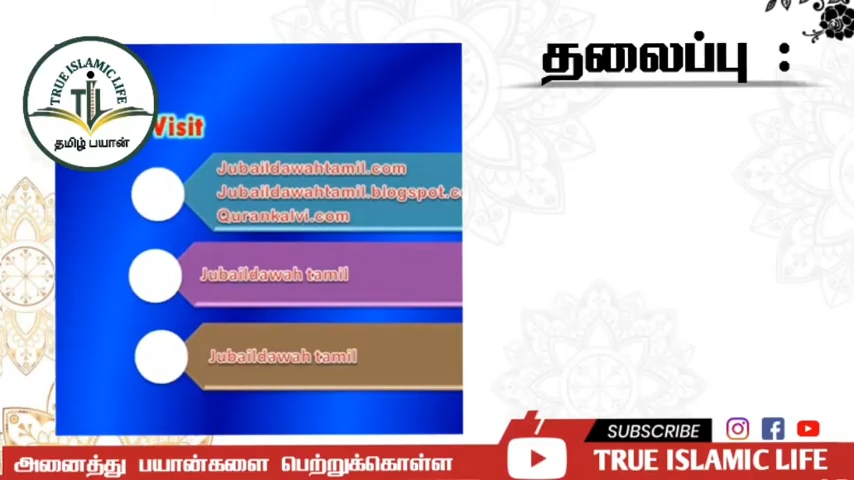 தலைப்பு :
TRUE ISLAMIC LIFE
TIL
தமிழ் பயான்
Visit
Jubaildawahtamil.com
Jubaildawahtamil.blogspot.c
Qurankalvi.com
Jubaildawah tamil
Jubaildawah tamil
SUBSCRIBE
அனைத்து பயான்களை பெற்றுக்கொள்ள
TRUE ISLAMIC LIFE